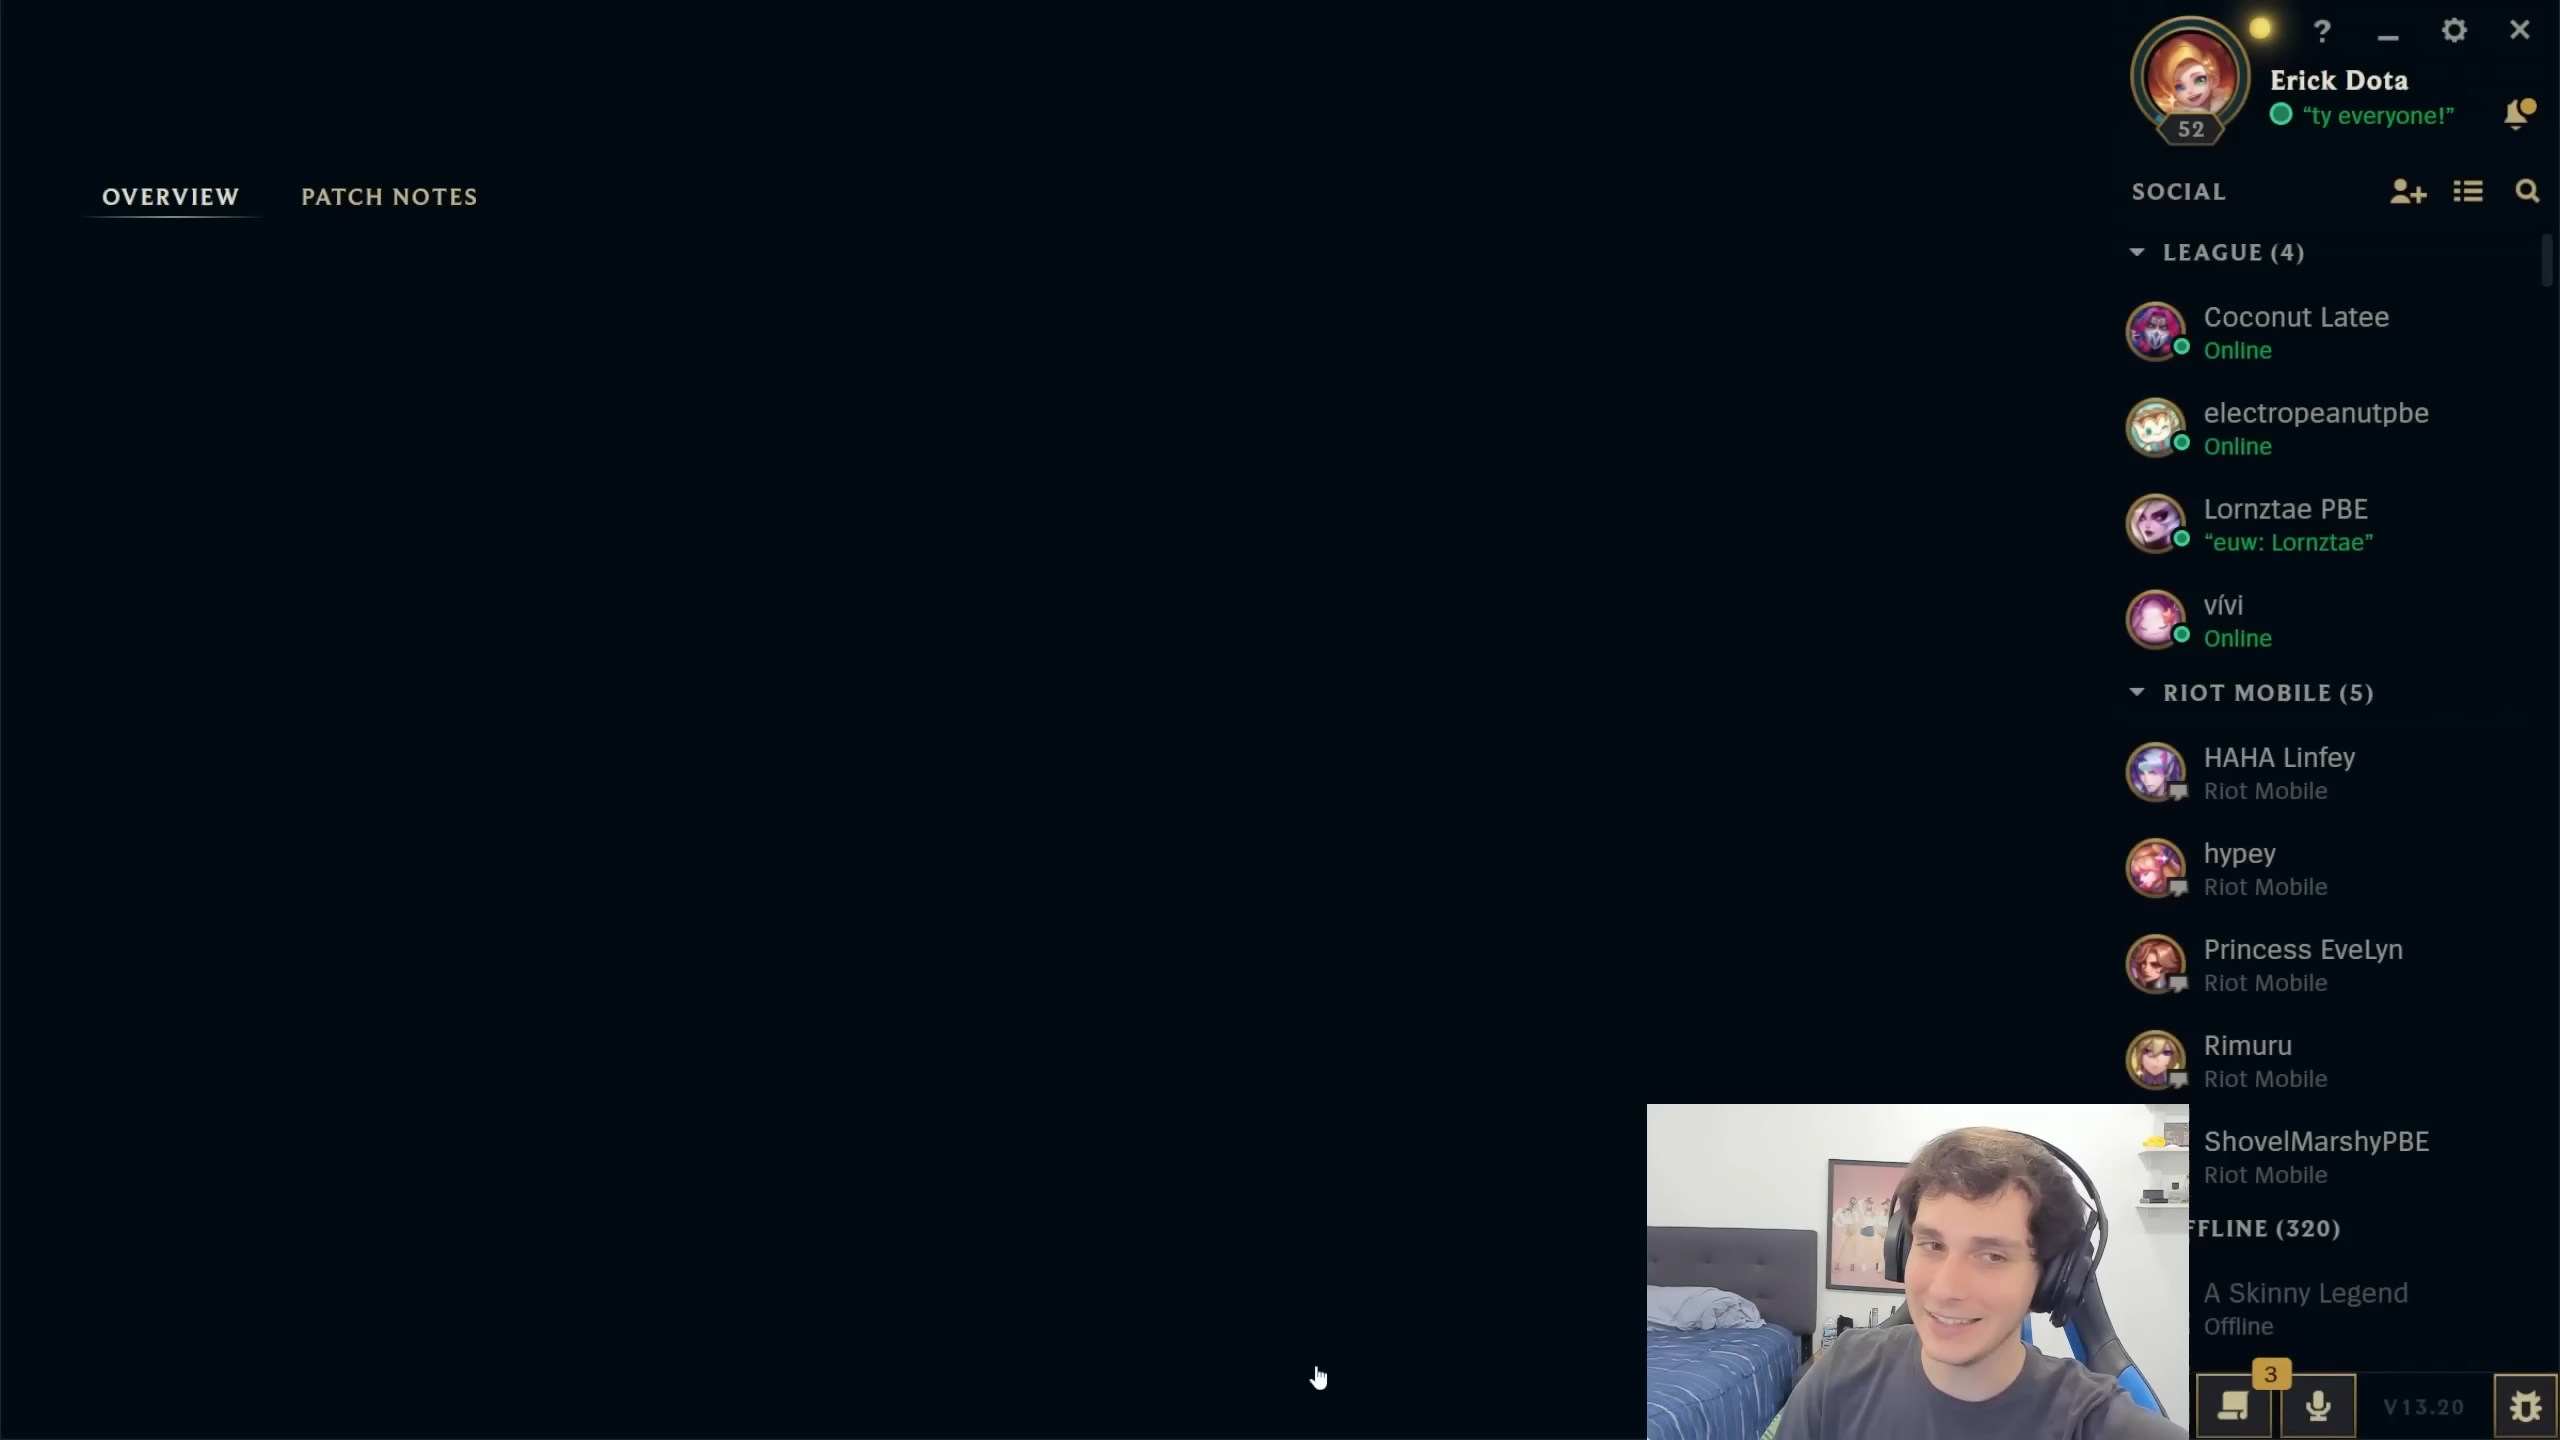 ?
Erick Dota
“ty everyone!”
52
OVERVIEW
PATCH NOTES
SOCIAL
LEAGUE (4)
Coconut Latee
Online
electropeanutpbe
Online
Lornztae PBE
“euw: Lornztae”
vívi
Online
RIOT MOBILE (5)
HAHA Linfey
Riot Mobile
hypey
Riot Mobile
Princess EveLyn
Riot Mobile
Rimuru
Riot Mobile
ShovelMarshyPBE
Riot Mobile
FFLINE (320)
A Skinny Legend
Offline
3
V13.20